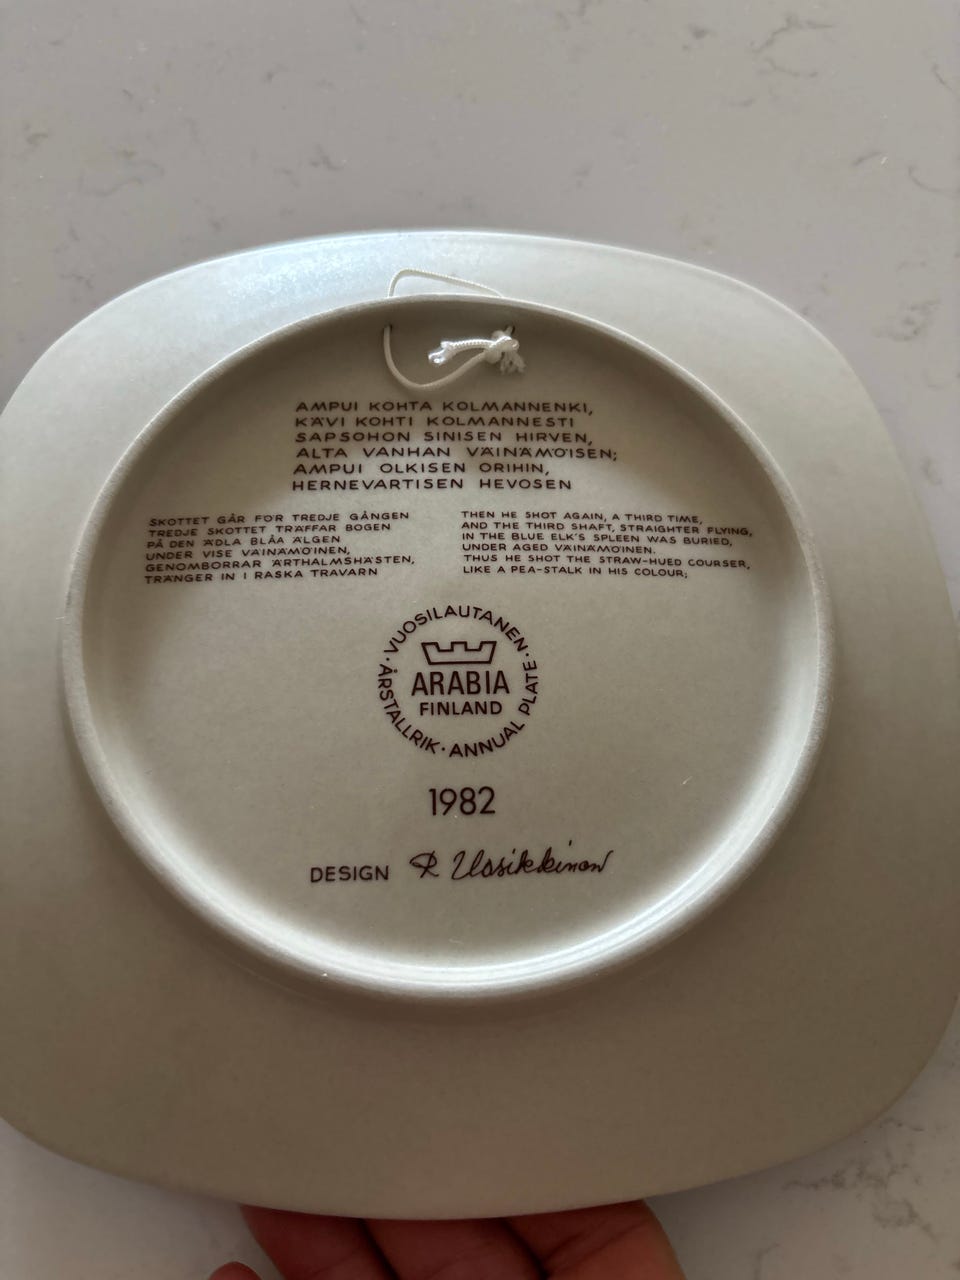 AMPUI KOHTA KOLMANNENKI,
KÄVI KOHTI KOLMANNESTI
SAPSOHON SINISEN HIRVEN,
ALTA VANHAN VÄINÄMÖISEN;
AMPUI OLKISEN ORIHIN,
HERNEVARTISEN HEVOSEN
SKOTTET GÅR FÖR TREDJE GÅNGEN
TREDJE SKOTTET TRÄFFAR BOGEN
PÅ DEN ÄDLA BLÅA ÄLGEN
UNDER VISE VÄINÄMÖINEN,
GENOMBORRAR ÄRTHALMSHÄSTEN,
TRÄNGER IN I RASKA TRAVARN
THEN HE SHOT AGAIN, A THIRD TIME,
AND THE THIRD SHAFT, STRAIGHTER FLYING,
IN THE BLUE ELK'S SPLEEN WAS BURIED,
UNDER AGED VÄINÄMÖINEN.
THUS HE SHOT THE STRAW-HUED COURSER,
LIKE A PEA-STALK IN HIS COLOUR;
· VUOSILAUTANEN · ANNUAL PLATE · ÅRSTALLRIK
ARABIA
FINLAND
1982
DESIGN R Uosikkinen